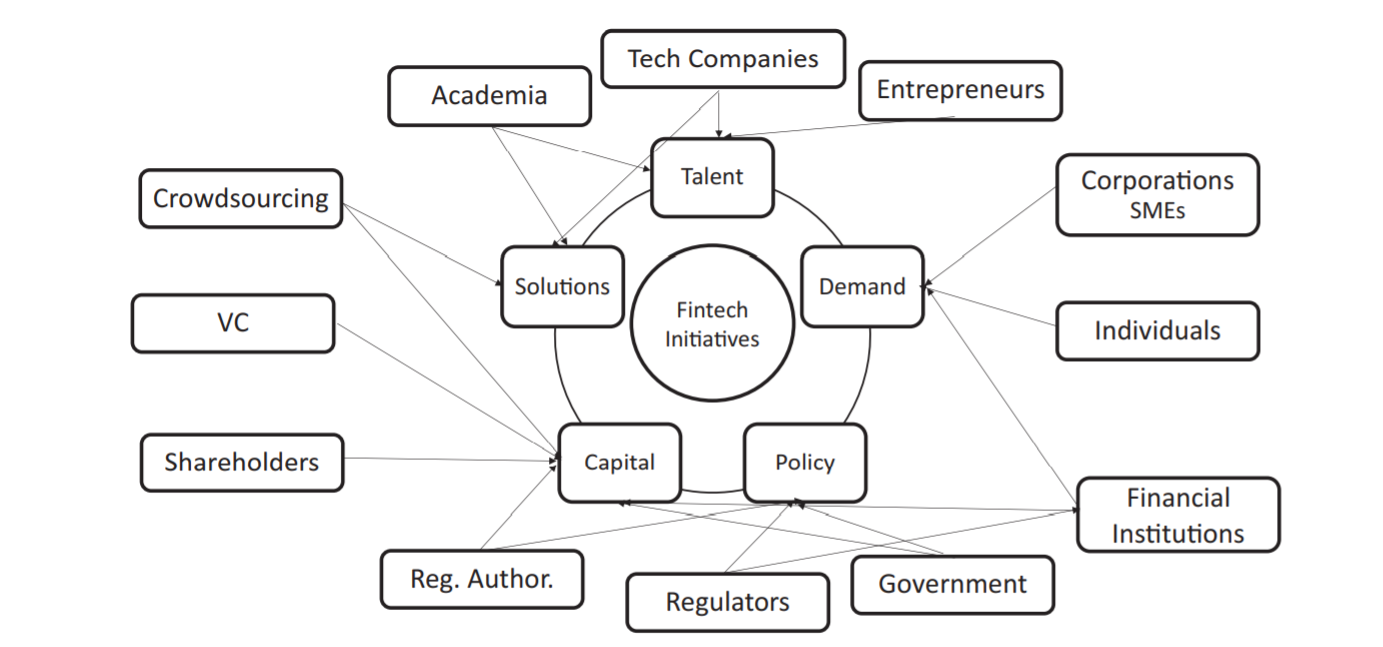 Tech Companies
Entrepreneurs
Academia
Talent
Corporations
SMEs
Crowdsourcing
Solutions
Demand
Fintech
Initiatives
VC
Individuals
Shareholders
Capital
Policy
Financial
Institutions
Reg. Author.
Regulators
Government